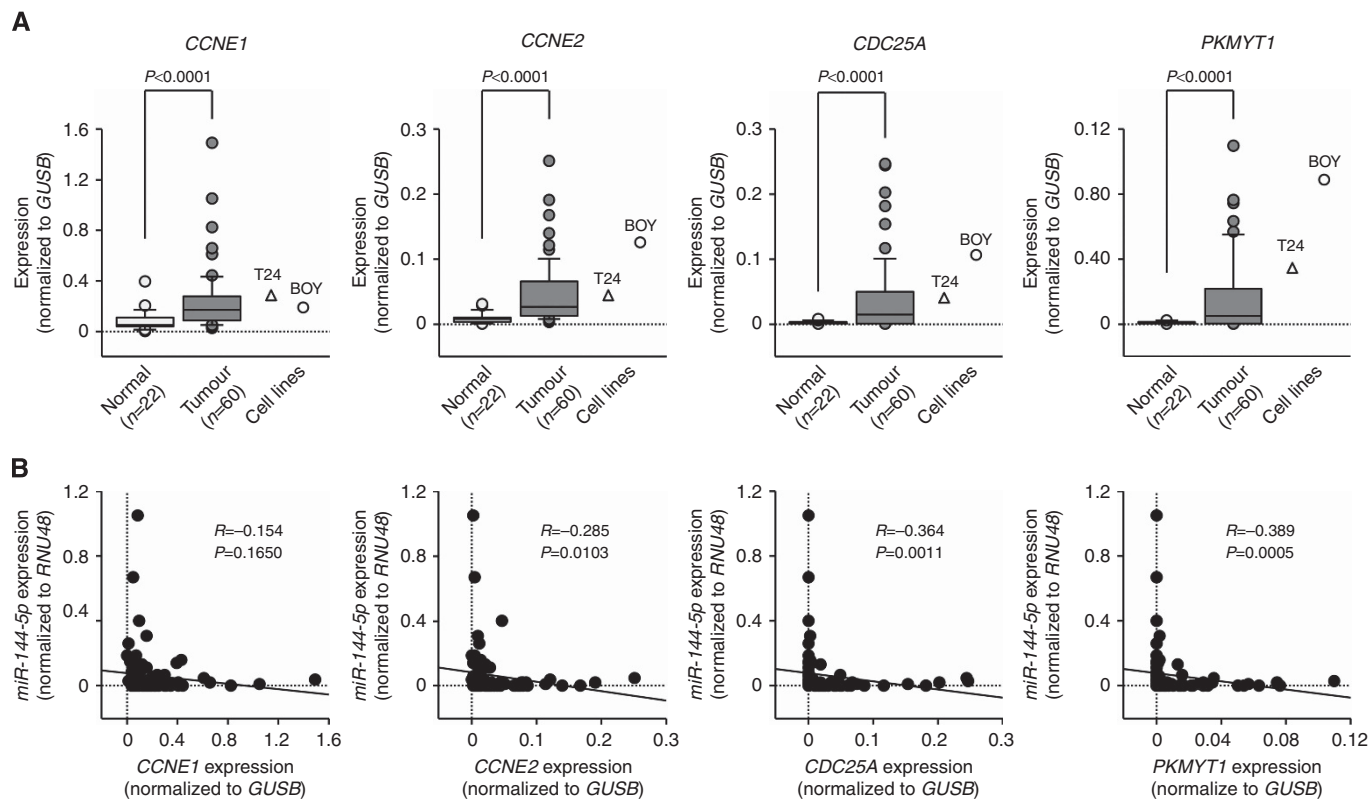 A
CCNE1
P<0.0001
Expression
(normalized to GUSB)
1.6
1.2
0.8
0.4
0
T24
BOY
Normal
(n=22)
Tumour
(n=60)
Cell lines
CCNE2
P<0.0001
Expression
(normalized to GUSB)
0.3
0.2
0.1
0
T24
BOY
Normal
(n=22)
Tumour
(n=60)
Cell lines
CDC25A
P<0.0001
Expression
(normalized to GUSB)
0.3
0.2
0.1
0
T24
BOY
Normal
(n=22)
Tumour
(n=60)
Cell lines
PKMYT1
P<0.0001
Expression
(normalized to GUSB)
0.12
0.80
0.40
0
T24
BOY
Normal
(n=22)
Tumour
(n=60)
Cell lines
B
miR-144-5p expression
(normalized to RNU48)
1.2
0.8
0.4
0
R=–0.154
P=0.1650
0 0.4 0.8 1.2 1.6
CCNE1 expression
(normalized to GUSB)
miR-144-5p expression
(normalized to RNU48)
1.2
0.8
0.4
0
R=–0.285
P=0.0103
0 0.1 0.2 0.3
CCNE2 expression
(normalized to GUSB)
miR-144-5p expression
(normalized to RNU48)
1.2
0.8
0.4
0
R=–0.364
P=0.0011
0 0.1 0.2 0.3
CDC25A expression
(normalized to GUSB)
miR-144-5p expression
(normalized to RNU48)
1.2
0.8
0.4
0
R=–0.389
P=0.0005
0 0.04 0.08 0.12
PKMYT1 expression
(normalize to GUSB)